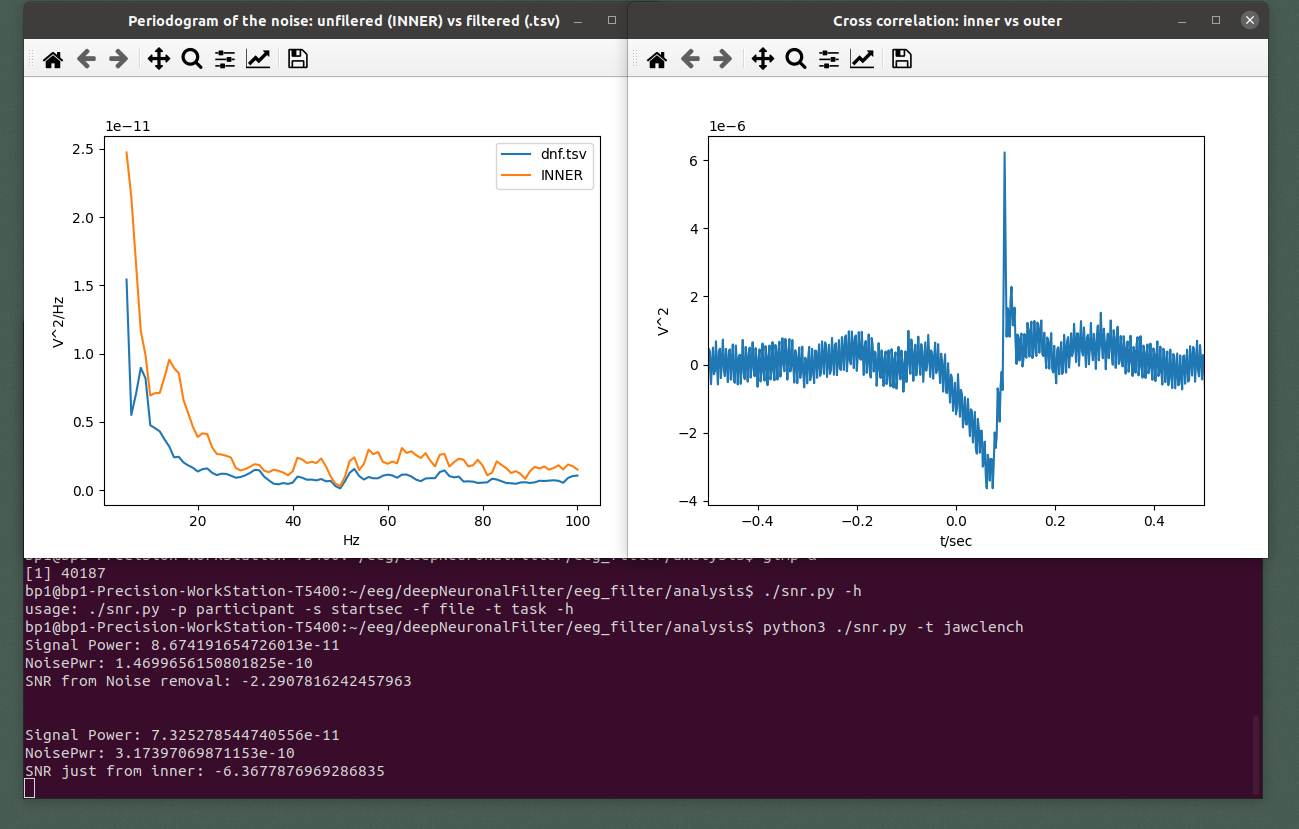 Periodogram of the noise: unfilered (INNER) vs filtered (.tsv)
Cross correlation: inner vs outer
1e−11
2.5
2.0
1.5
1.0
0.5
0.0
V^2/Hz
20
40
60
80
100
Hz
dnf.tsv
INNER
1e−6
6
4
2
0
−2
−4
V^2
−0.4
−0.2
0.0
0.2
0.4
t/sec
[1] 40187
bp1@bp1-Precision-WorkStation-T5400:~/eeg/deepNeuronalFilter/eeg_filter/analysis$ ./snr.py -h
usage: ./snr.py -p participant -s startsec -f file -t task -h
bp1@bp1-Precision-WorkStation-T5400:~/eeg/deepNeuronalFilter/eeg_filter/analysis$ python3 ./snr.py -t jawclench
Signal Power: 8.674191654726013e-11
NoisePwr: 1.4699656150801825e-10
SNR from Noise removal: -2.2907816242457963
Signal Power: 7.325278544740556e-11
NoisePwr: 3.17397069871153e-10
SNR just from inner: -6.3677876969286835